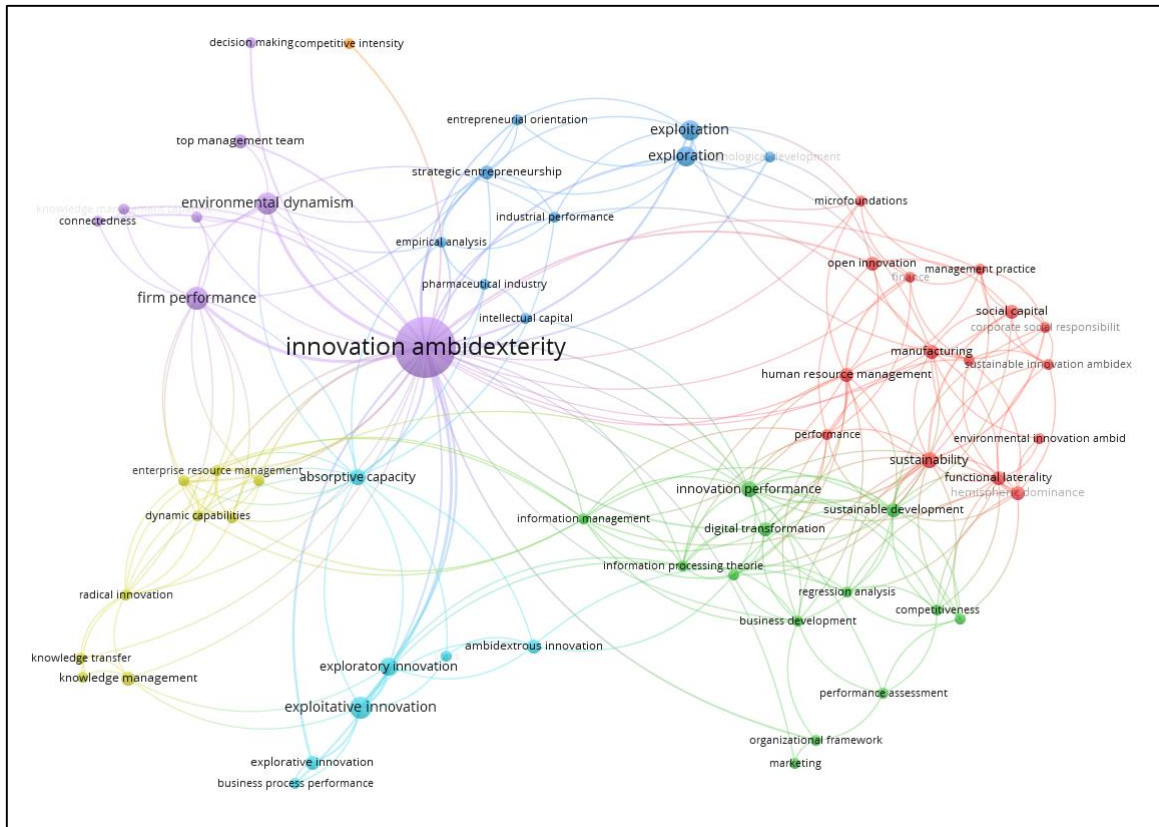 decision making
competitive intensity
entrepreneurial orientation
exploitation
top management team
exploration
development
strategic entrepreneurship
microfoundations
environmental dynamism
knowledge management
connectedness
industrial performance
empirical analysis
open innovation
management practice
finance
pharmaceutical industry
firm performance
social capital
intellectual capital
corporate social responsibilit
innovation ambidexterity
manufacturing
sustainable innovation ambidex
human resource management
performance
environmental innovation ambid
sustainability
enterprise resource management
absorptive capacity
functional laterality
innovation performance
hemispheric dominance
sustainable development
dynamic capabilities
information management
digital transformation
information processing theorie
regression analysis
radical innovation
competitiveness
business development
ambidextrous innovation
knowledge transfer
exploratory innovation
knowledge management
performance assessment
exploitative innovation
organizational framework
explorative innovation
marketing
business process performance